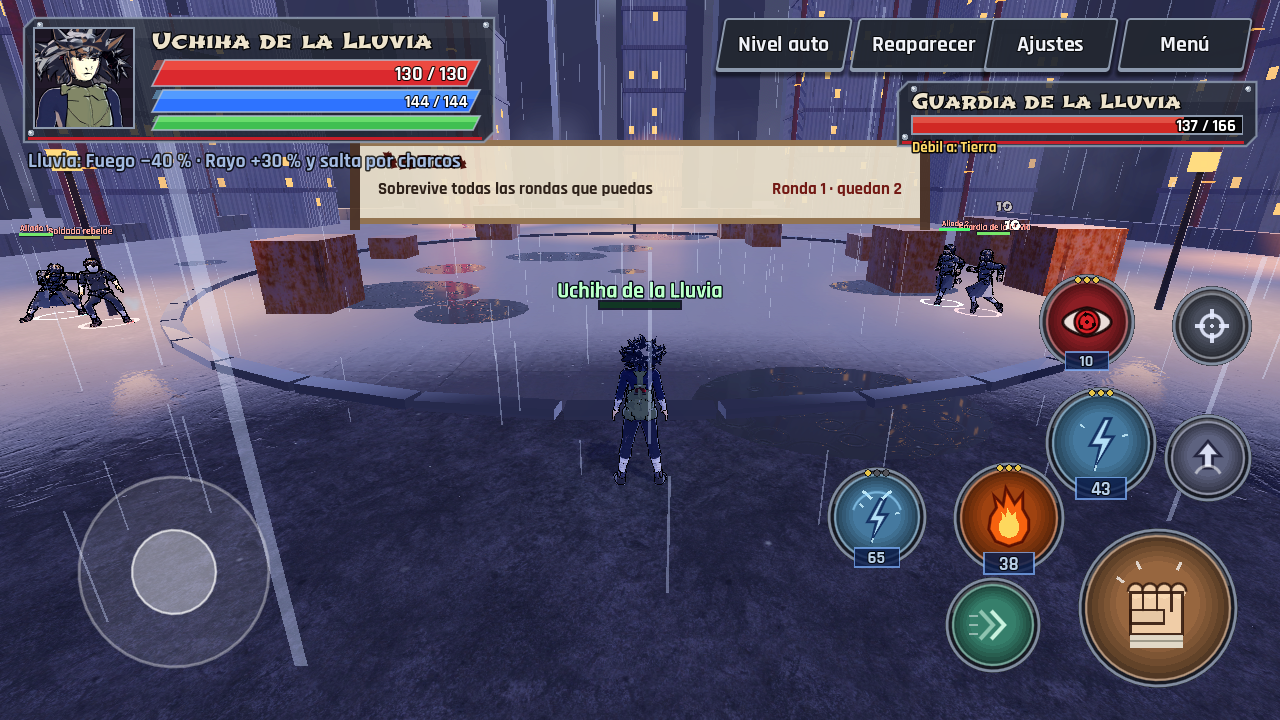 Uchiha de la Lluvia
130 / 130
144 / 144
Lluvia: Fuego −40 % · Rayo +30 % y salta por charcos
Nivel auto
Reaparecer
Ajustes
Menú
Guardia de la Lluvia
137 / 166
Débil a: Tierra
Sobrevive todas las rondas que puedas
Ronda 1 · quedan 2
Soldado rebelde
10
10
Uchiha de la Lluvia
10
43
65
38